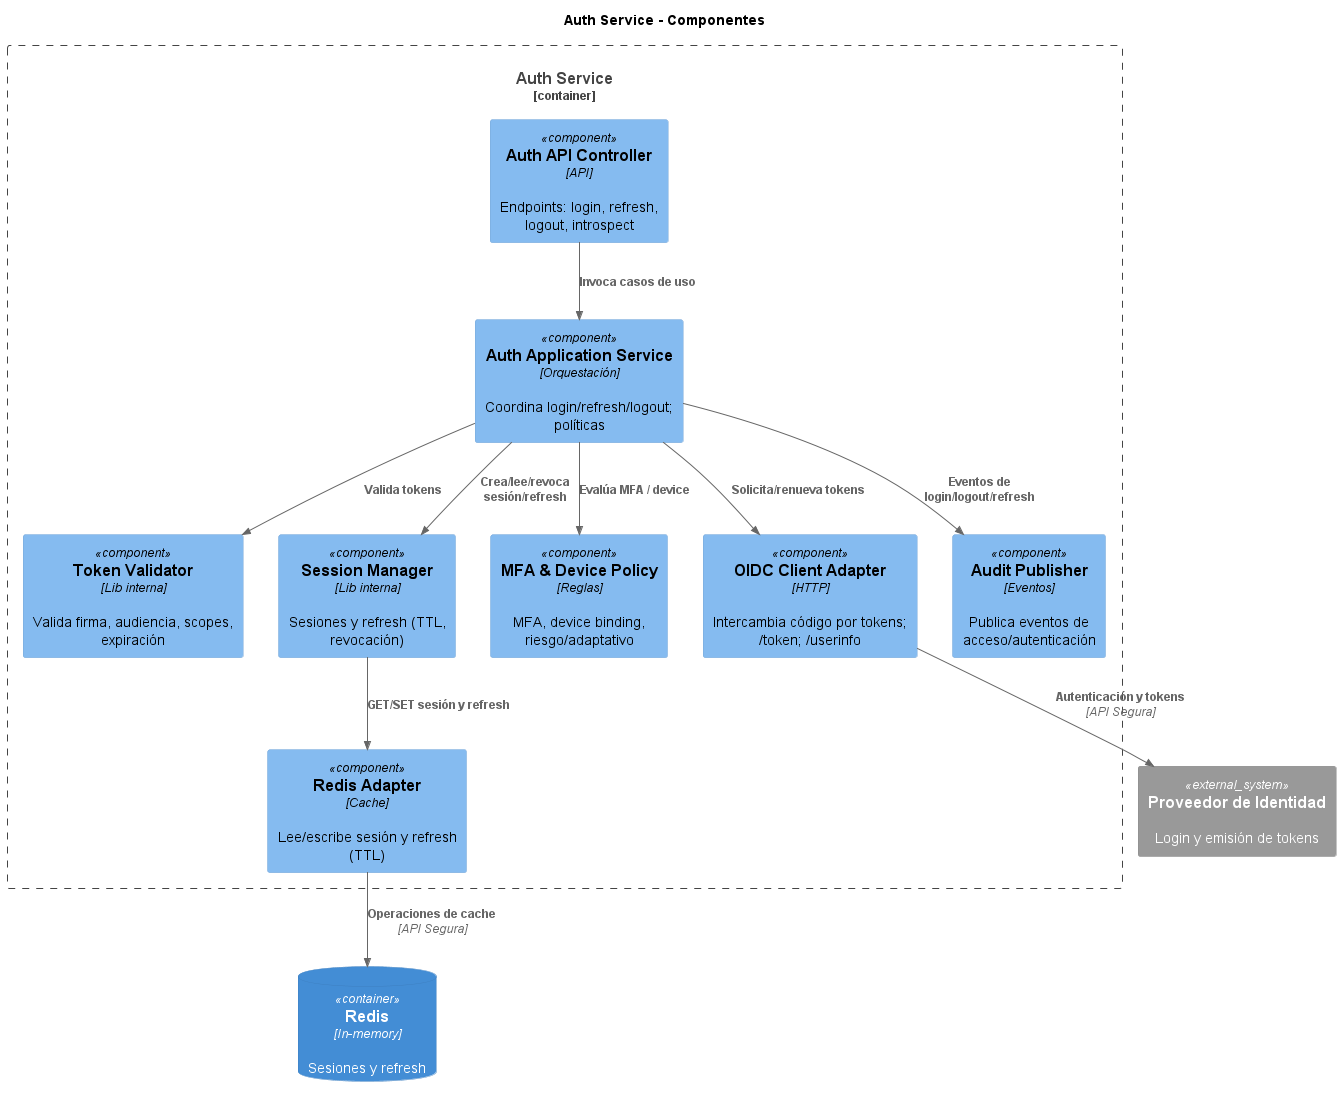 Auth Service - Componentes
Auth Service
[container]
«component»
Auth API Controller
[API]
Endpoints: login, refresh,
logout, introspect
Invoca casos de uso
«component»
Auth Application Service
[Orquestación]
Coordina login/refresh/logout;
políticas
Valida tokens
Crea/lee/revoca
sesión/refresh
Evalúa MFA / device
Solicita/renueva tokens
Eventos de
login/logout/refresh
«component»
Token Validator
[Lib interna]
Valida firma, audiencia, scopes,
expiración
«component»
Session Manager
[Lib interna]
Sesiones y refresh (TTL,
revocación)
«component»
MFA & Device Policy
[Reglas]
MFA, device binding,
riesgo/adaptativo
«component»
OIDC Client Adapter
[HTTP]
Intercambia código por tokens;
/token; /userinfo
«component»
Audit Publisher
[Eventos]
Publica eventos de
acceso/autenticación
GET/SET sesión y refresh
Autenticación y tokens
[API Segura]
«component»
Redis Adapter
[Cache]
Lee/escribe sesión y refresh
(TTL)
«external_system»
Proveedor de Identidad
Login y emisión de tokens
Operaciones de cache
[API Segura]
«container»
Redis
[In-memory]
Sesiones y refresh